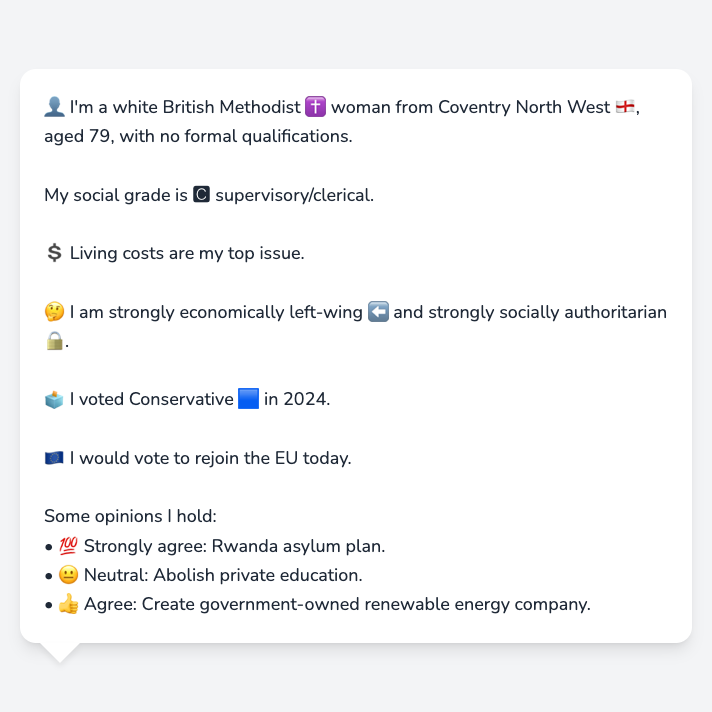 👤 I'm a white British Methodist ✝️ woman from Coventry North West 🏴󠁧󠁢󠁥󠁮󠁧󠁿,
aged 79, with no formal qualifications.
My social grade is 🅲 supervisory/clerical.
💲 Living costs are my top issue.
🤔 I am strongly economically left-wing ⬅️ and strongly socially authoritarian
🔒.
🗳️ I voted Conservative 🟦 in 2024.
🇪🇺 I would vote to rejoin the EU today.
Some opinions I hold:
• 💯 Strongly agree: Rwanda asylum plan.
• 😐 Neutral: Abolish private education.
• 👍 Agree: Create government-owned renewable energy company.